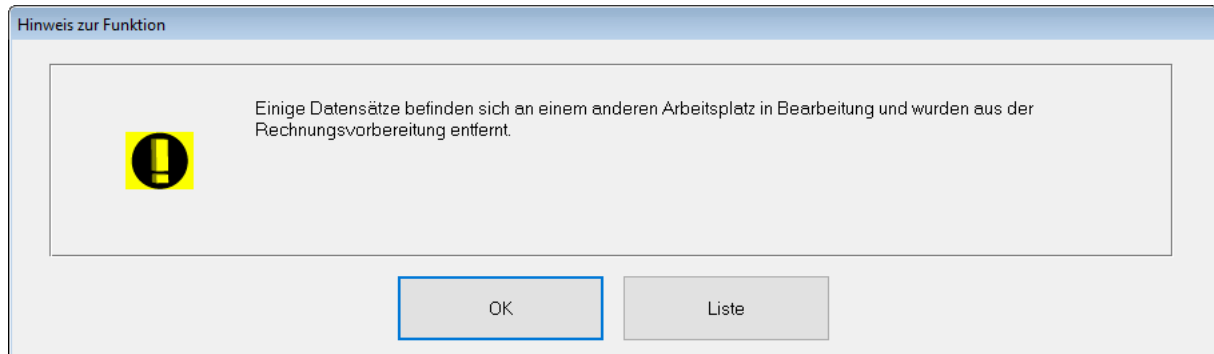 Hinweis zur Funktion
Einige Datensätze befinden sich an einem anderen Arbeitsplatz in Bearbeitung und wurden aus der
Rechnungsvorbereitung entfernt.
OK
Liste